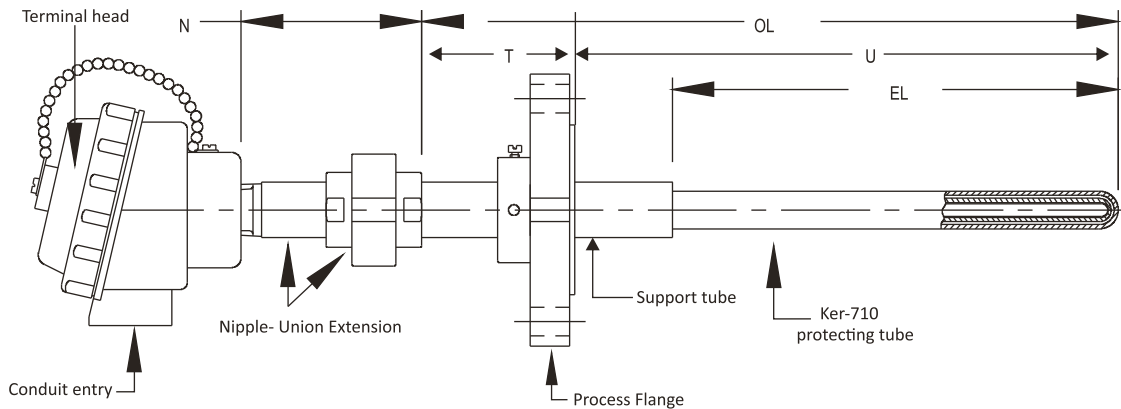 Terminal head
N
OL
T
U
EL
Support tube
Nipple- Union Extension
Ker-710
protecting tube
Conduit entry
Process Flange